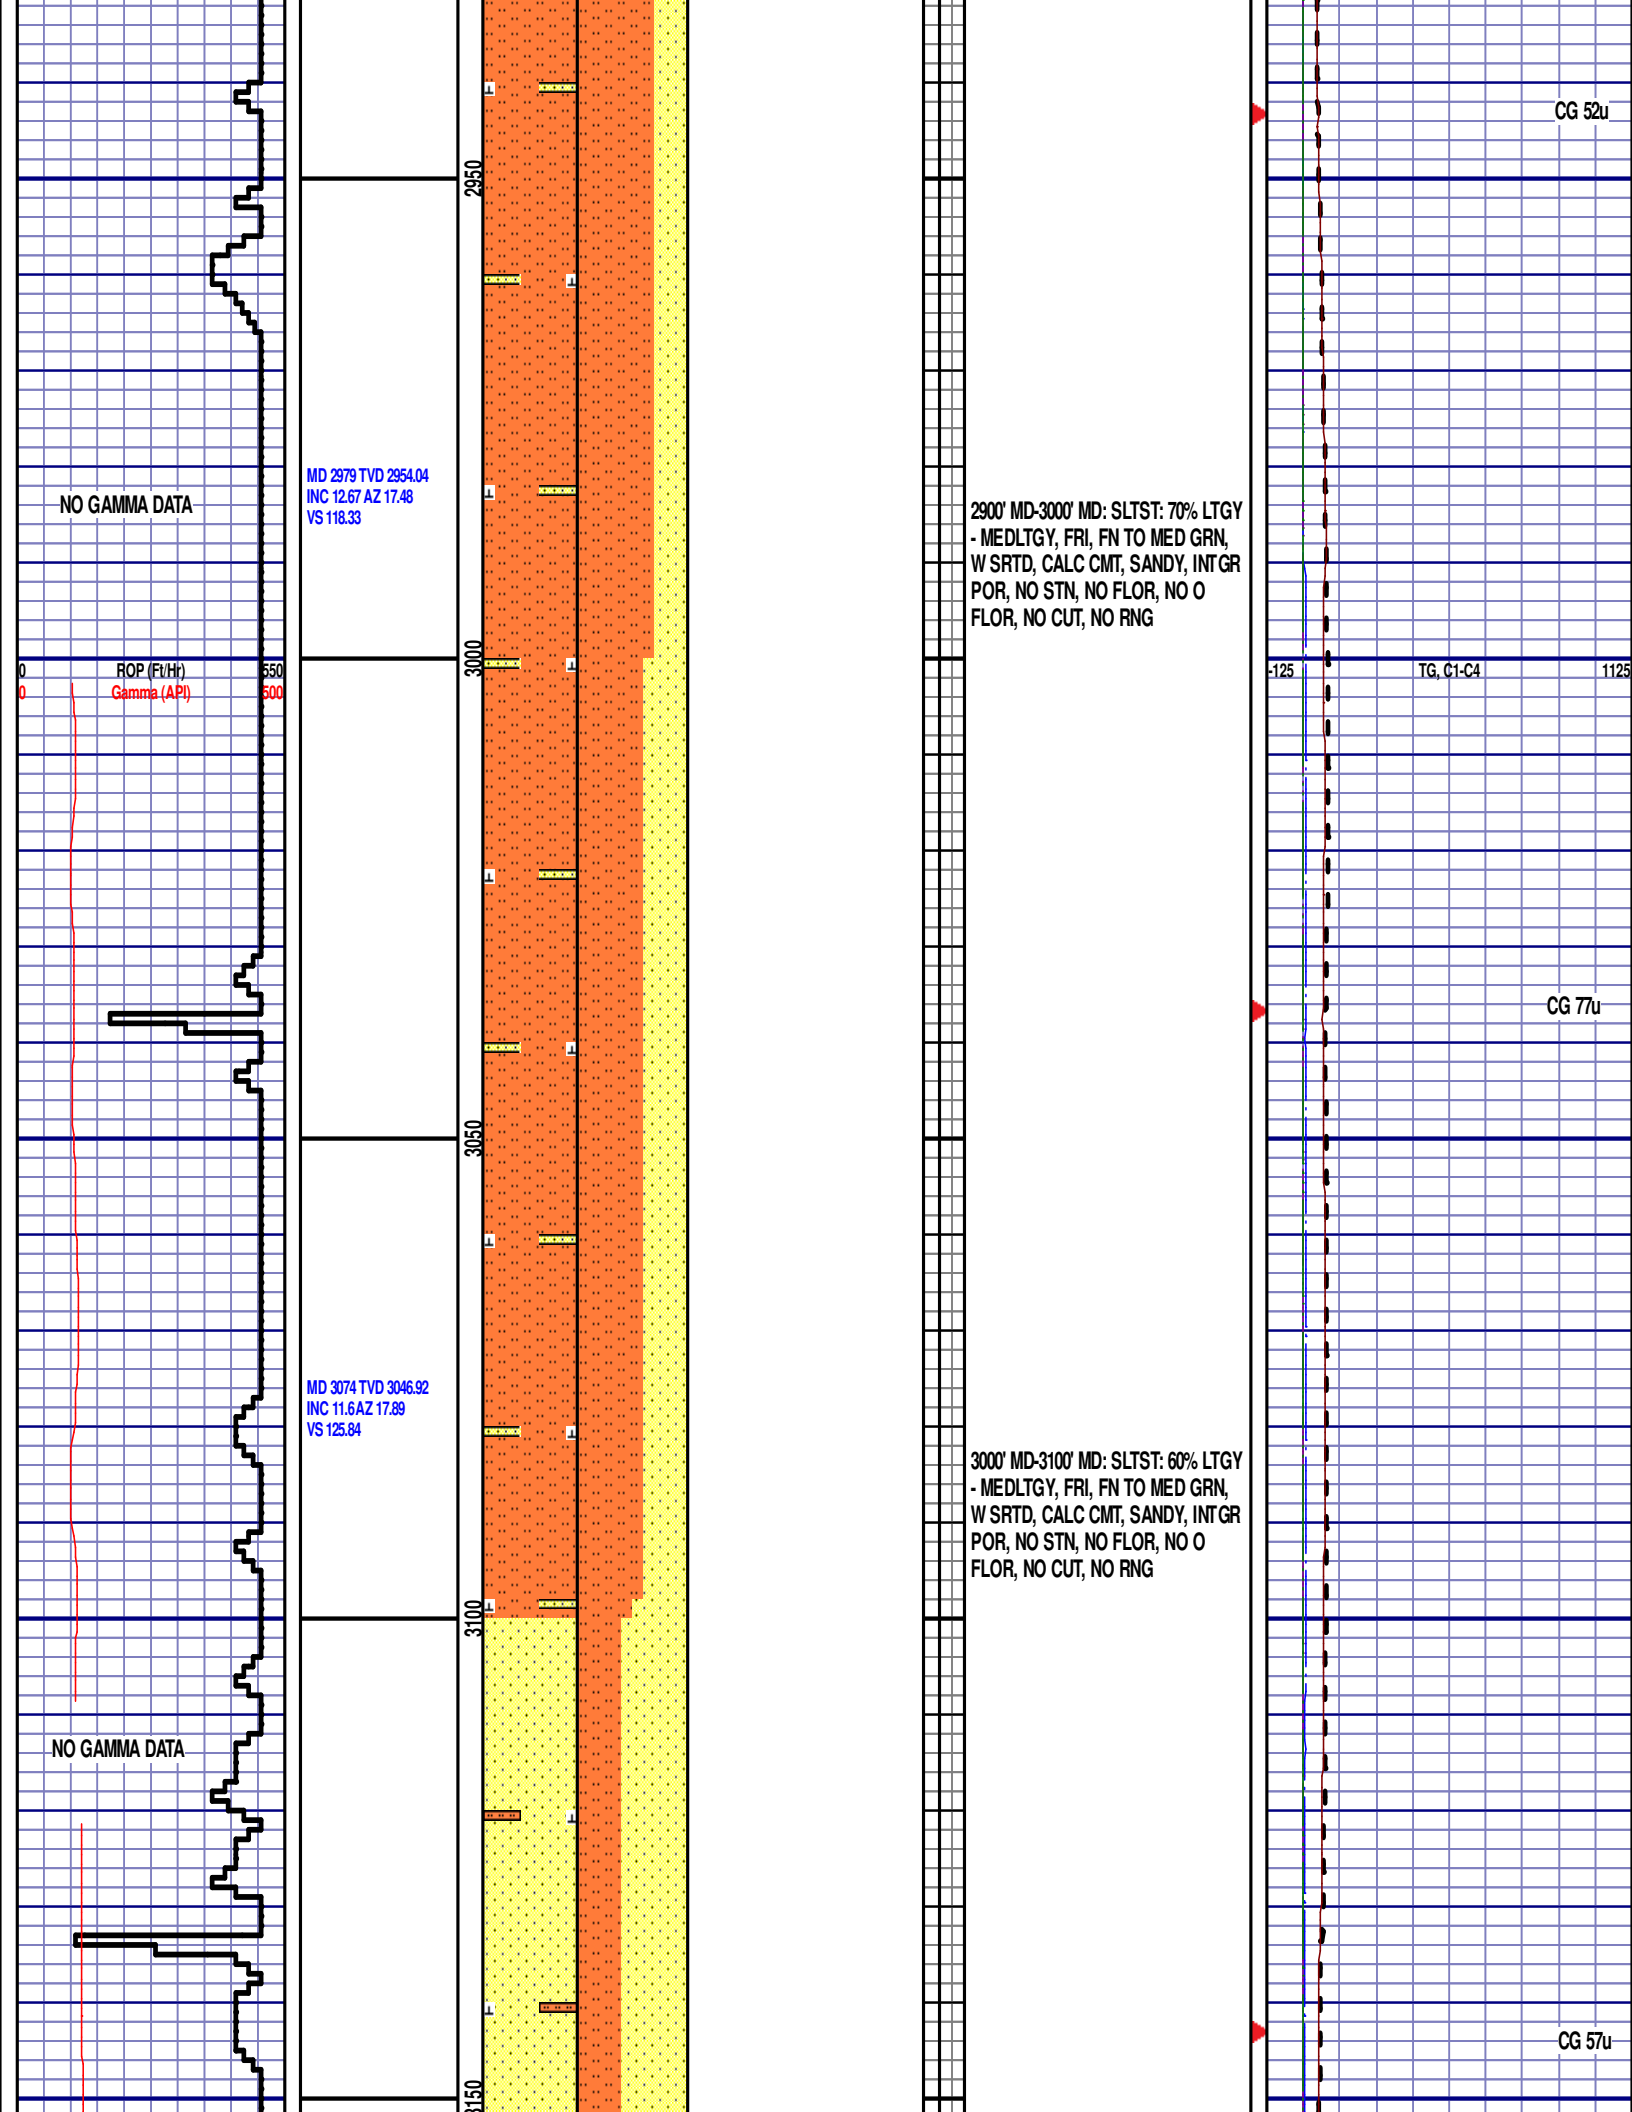 CG 52u
2950
MD 2979 TVD 2954.04
INC 12.67 AZ 17.48
VS 118.33
NO GAMMA DATA
2900' MD-3000' MD: SLTST: 70% LTGY
- MEDLTGY, FRI, FN TO MED GRN,
W SRTD, CALC CMT, SANDY, INTGR
POR, NO STN, NO FLOR, NO O
FLOR, NO CUT, NO RNG
3000
0 ROP (Ft/Hr) 550
0 Gamma (API) 500
-125 TG, C1-C4 1125
CG 77u
3050
MD 3074 TVD 3046.92
INC 11.6 AZ 17.89
VS 125.84
3000' MD-3100' MD: SLTST: 60% LTGY
- MEDLTGY, FRI, FN TO MED GRN,
W SRTD, CALC CMT, SANDY, INTGR
POR, NO STN, NO FLOR, NO O
FLOR, NO CUT, NO RNG
3100
NO GAMMA DATA
CG 57u
3150